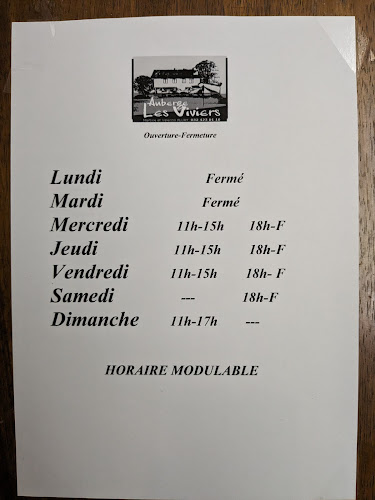 Auberge
Les Viviers
Ouverture-Fermeture
Lundi Fermé
Mardi Fermé
Mercredi 11h-15h 18h-F
Jeudi 11h-15h 18h-F
Vendredi 11h-15h 18h- F
Samedi --- 18h-F
Dimanche 11h-17h ---
HORAIRE MODULABLE